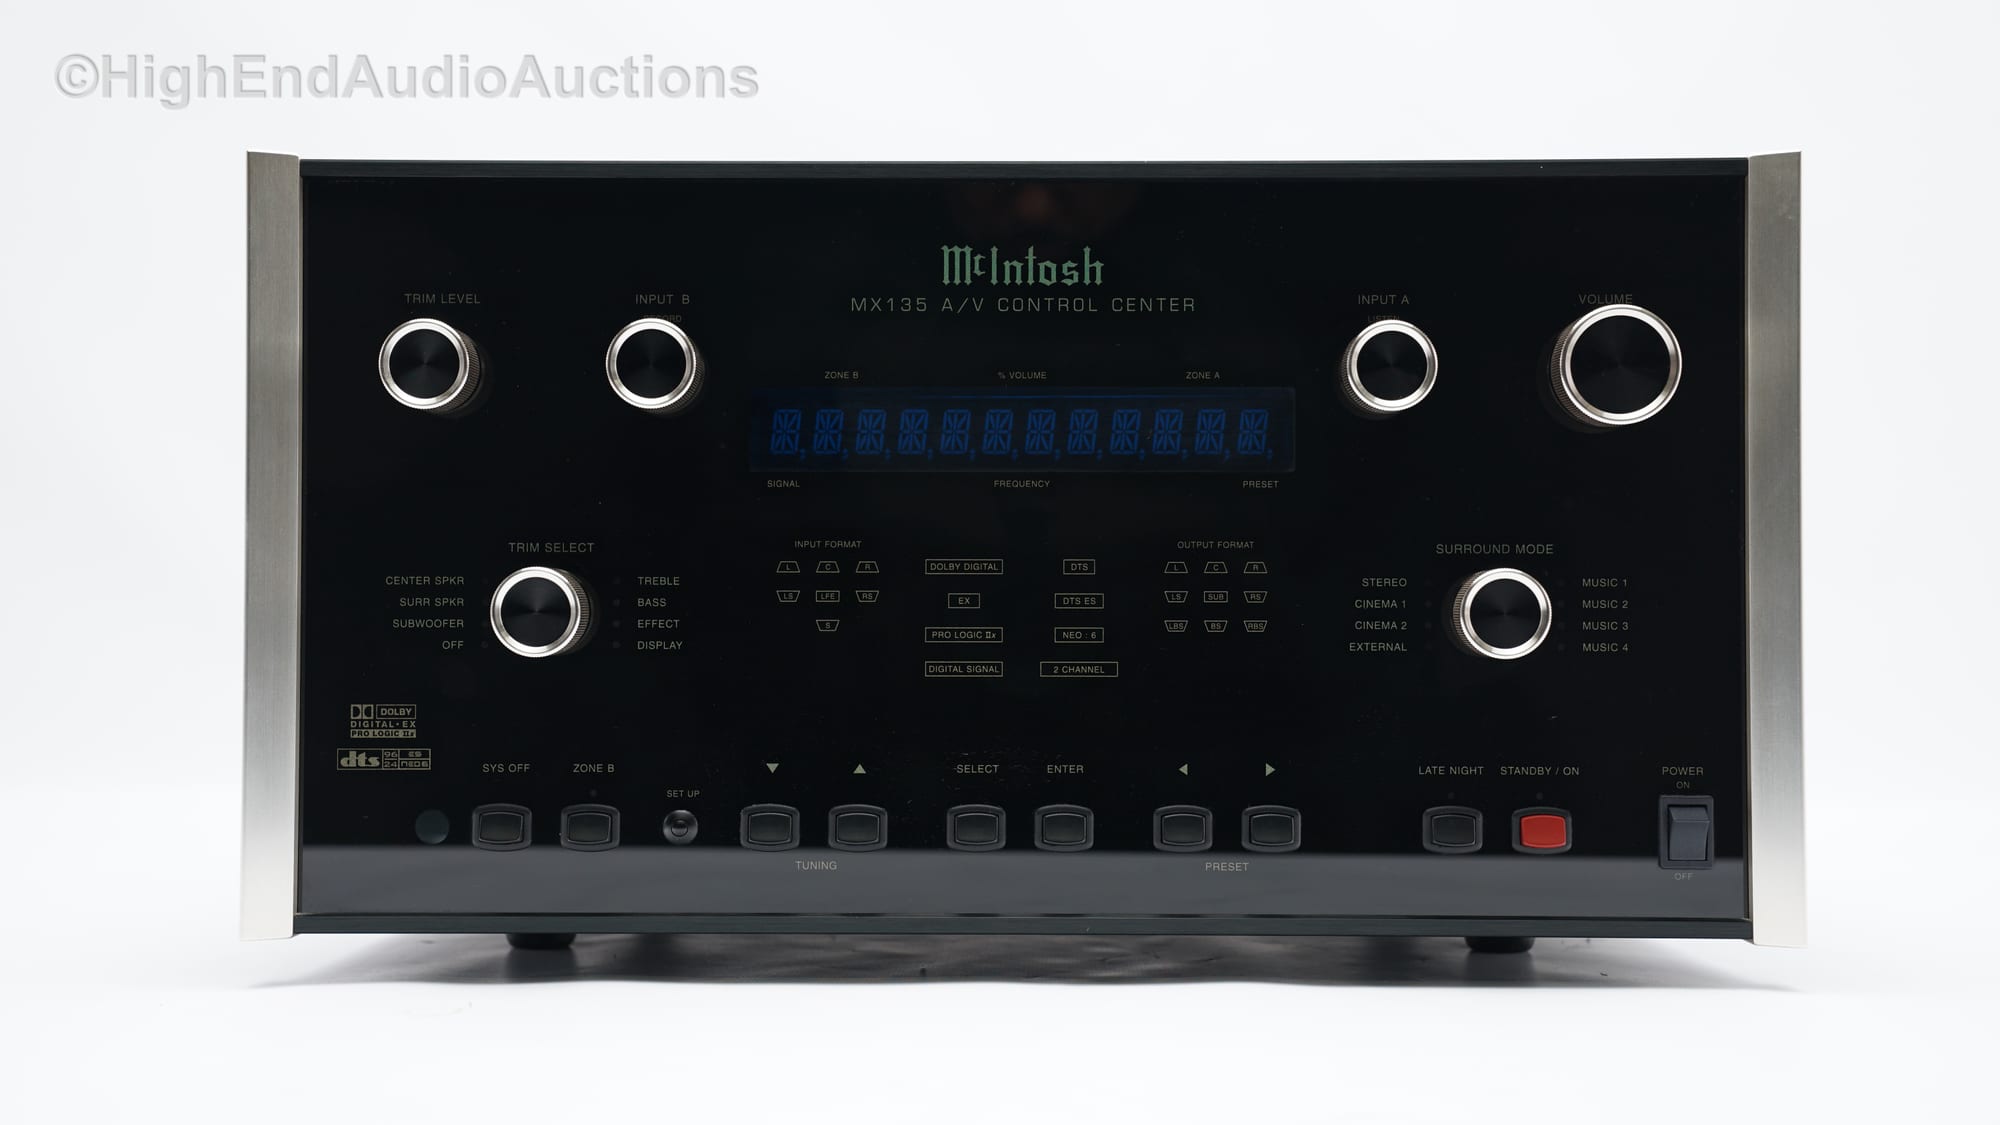 ©HighEndAudioAuctions
McIntosh
MX135 A/V CONTROL CENTER
TRIM LEVEL
INPUT B
RECORD
INPUT A
LISTEN
VOLUME
ZONE B
% VOLUME
ZONE A
SIGNAL
FREQUENCY
PRESET
TRIM SELECT
CENTER SPKR
SURR SPKR
SUBWOOFER
OFF
TREBLE
BASS
EFFECT
DISPLAY
INPUT FORMAT
L C R
LS LFE RS
S
DOLBY DIGITAL
EX
PRO LOGIC IIx
DIGITAL SIGNAL
DTS
DTS ES
NEO : 6
2 CHANNEL
OUTPUT FORMAT
L C R
LS SUB RS
LBS BS RBS
SURROUND MODE
STEREO
CINEMA 1
CINEMA 2
EXTERNAL
MUSIC 1
MUSIC 2
MUSIC 3
MUSIC 4
DOLBY
DIGITAL•EX
PRO LOGIC IIx
dts 96 ES
24 NEO6
SYS OFF
ZONE B
SET UP
▼ ▲
TUNING
SELECT
ENTER
◀ ▶
PRESET
LATE NIGHT
STANDBY / ON
POWER
ON
OFF